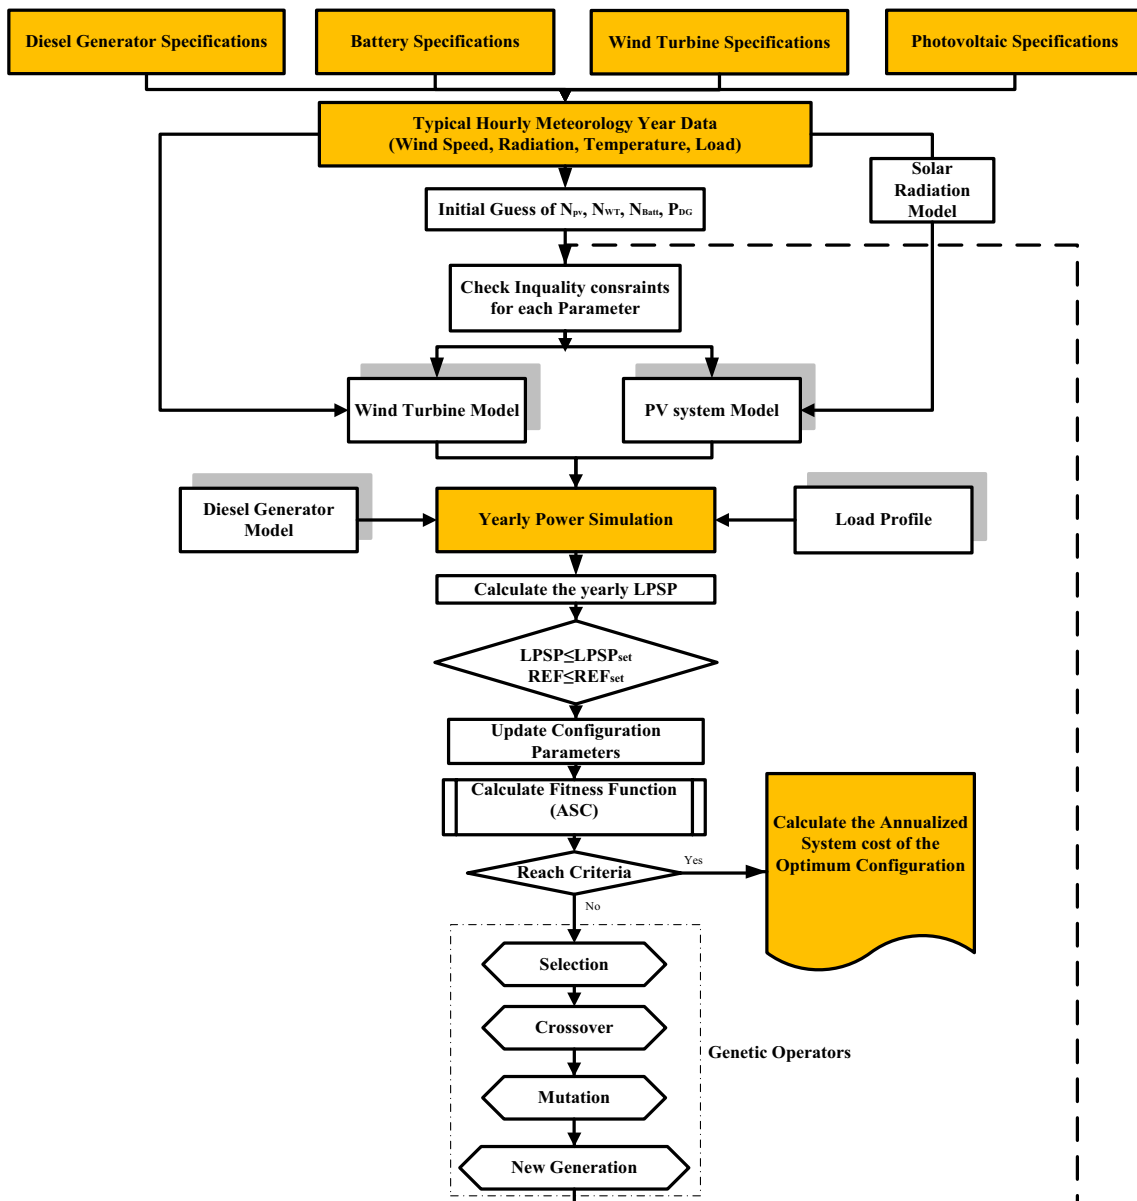 Diesel Generator Specifications
Battery Specifications
Wind Turbine Specifications
Photovoltaic Specifications
Typical Hourly Meteorology Year Data
(Wind Speed, Radiation, Temperature, Load)
Solar
Radiation
Model
Initial Guess of Npv, NWT, NBatt, PDG
Check Inquality consraints
for each Parameter
Wind Turbine Model
PV system Model
Diesel Generator
Model
Yearly Power Simulation
Load Profile
Calculate the yearly LPSP
LPSP≤LPSPset
REF≤REFset
Update Configuration
Parameters
Calculate Fitness Function
(ASC)
Reach Criteria
Yes
No
Calculate the Annualized
System cost of the
Optimum Configuration
Selection
Crossover
Genetic Operators
Mutation
New Generation